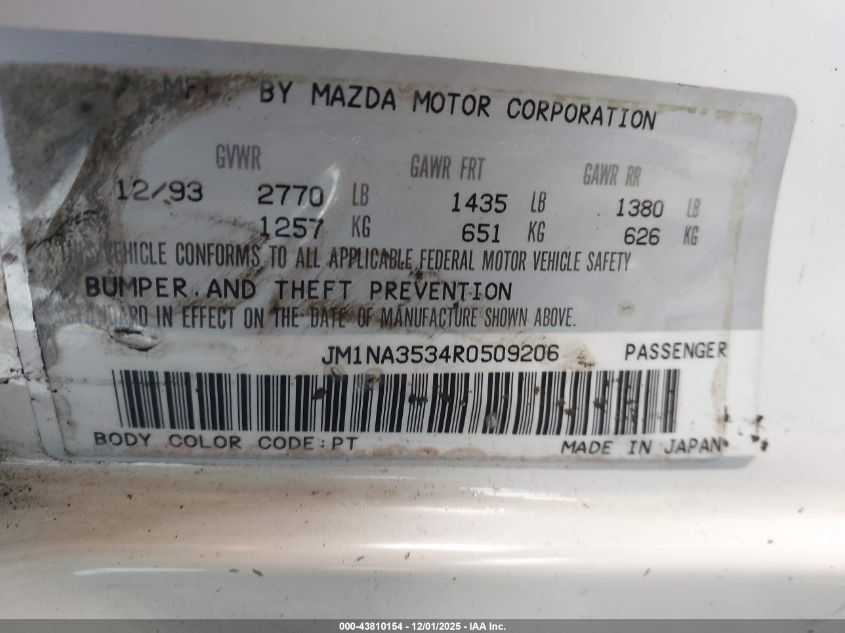 BY MAZDA MOTOR CORPORATION
GVWR GAWR FRT GAWR RR
12/93 2770 LB 1435 LB 1380 LB
1257 KG 651 KG 626 KG
VEHICLE CONFORMS TO ALL APPLICABLE FEDERAL MOTOR VEHICLE SAFETY
BUMPER AND THEFT PREVENTION
STANDARD IN EFFECT ON THE DATE OF MANUFACTURE SHOWN ABOVE.
JM1NA3534R0509206 PASSENGER
BODY COLOR CODE:PT MADE IN JAPAN
000-43810154 - 12/01/2025 - IAA Inc.